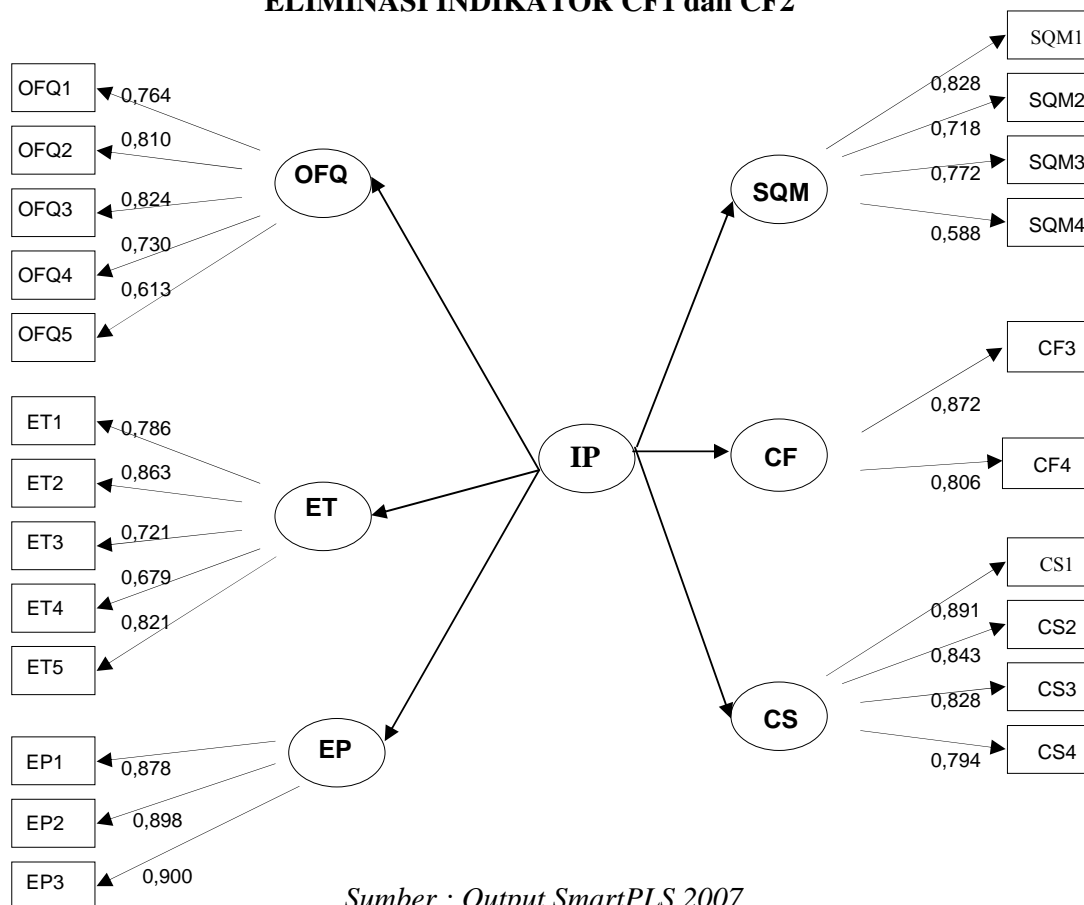 ELIMINASI INDIKATOR CF1 dan CF2
OFQ1
0,764
OFQ2
0,810
OFQ3
0,824
OFQ4
0,730
OFQ5
0,613
OFQ
ET1
0,786
ET2
0,863
ET3
0,721
ET4
0,679
ET5
0,821
ET
EP1
0,878
EP2
0,898
EP3
0,900
EP
IP
SQM
0,828
SQM1
0,718
SQM2
0,772
SQM3
0,588
SQM4
CF
0,872
CF3
0,806
CF4
CS
0,891
CS1
0,843
CS2
0,828
CS3
0,794
CS4
Sumber : Output SmartPLS 2007